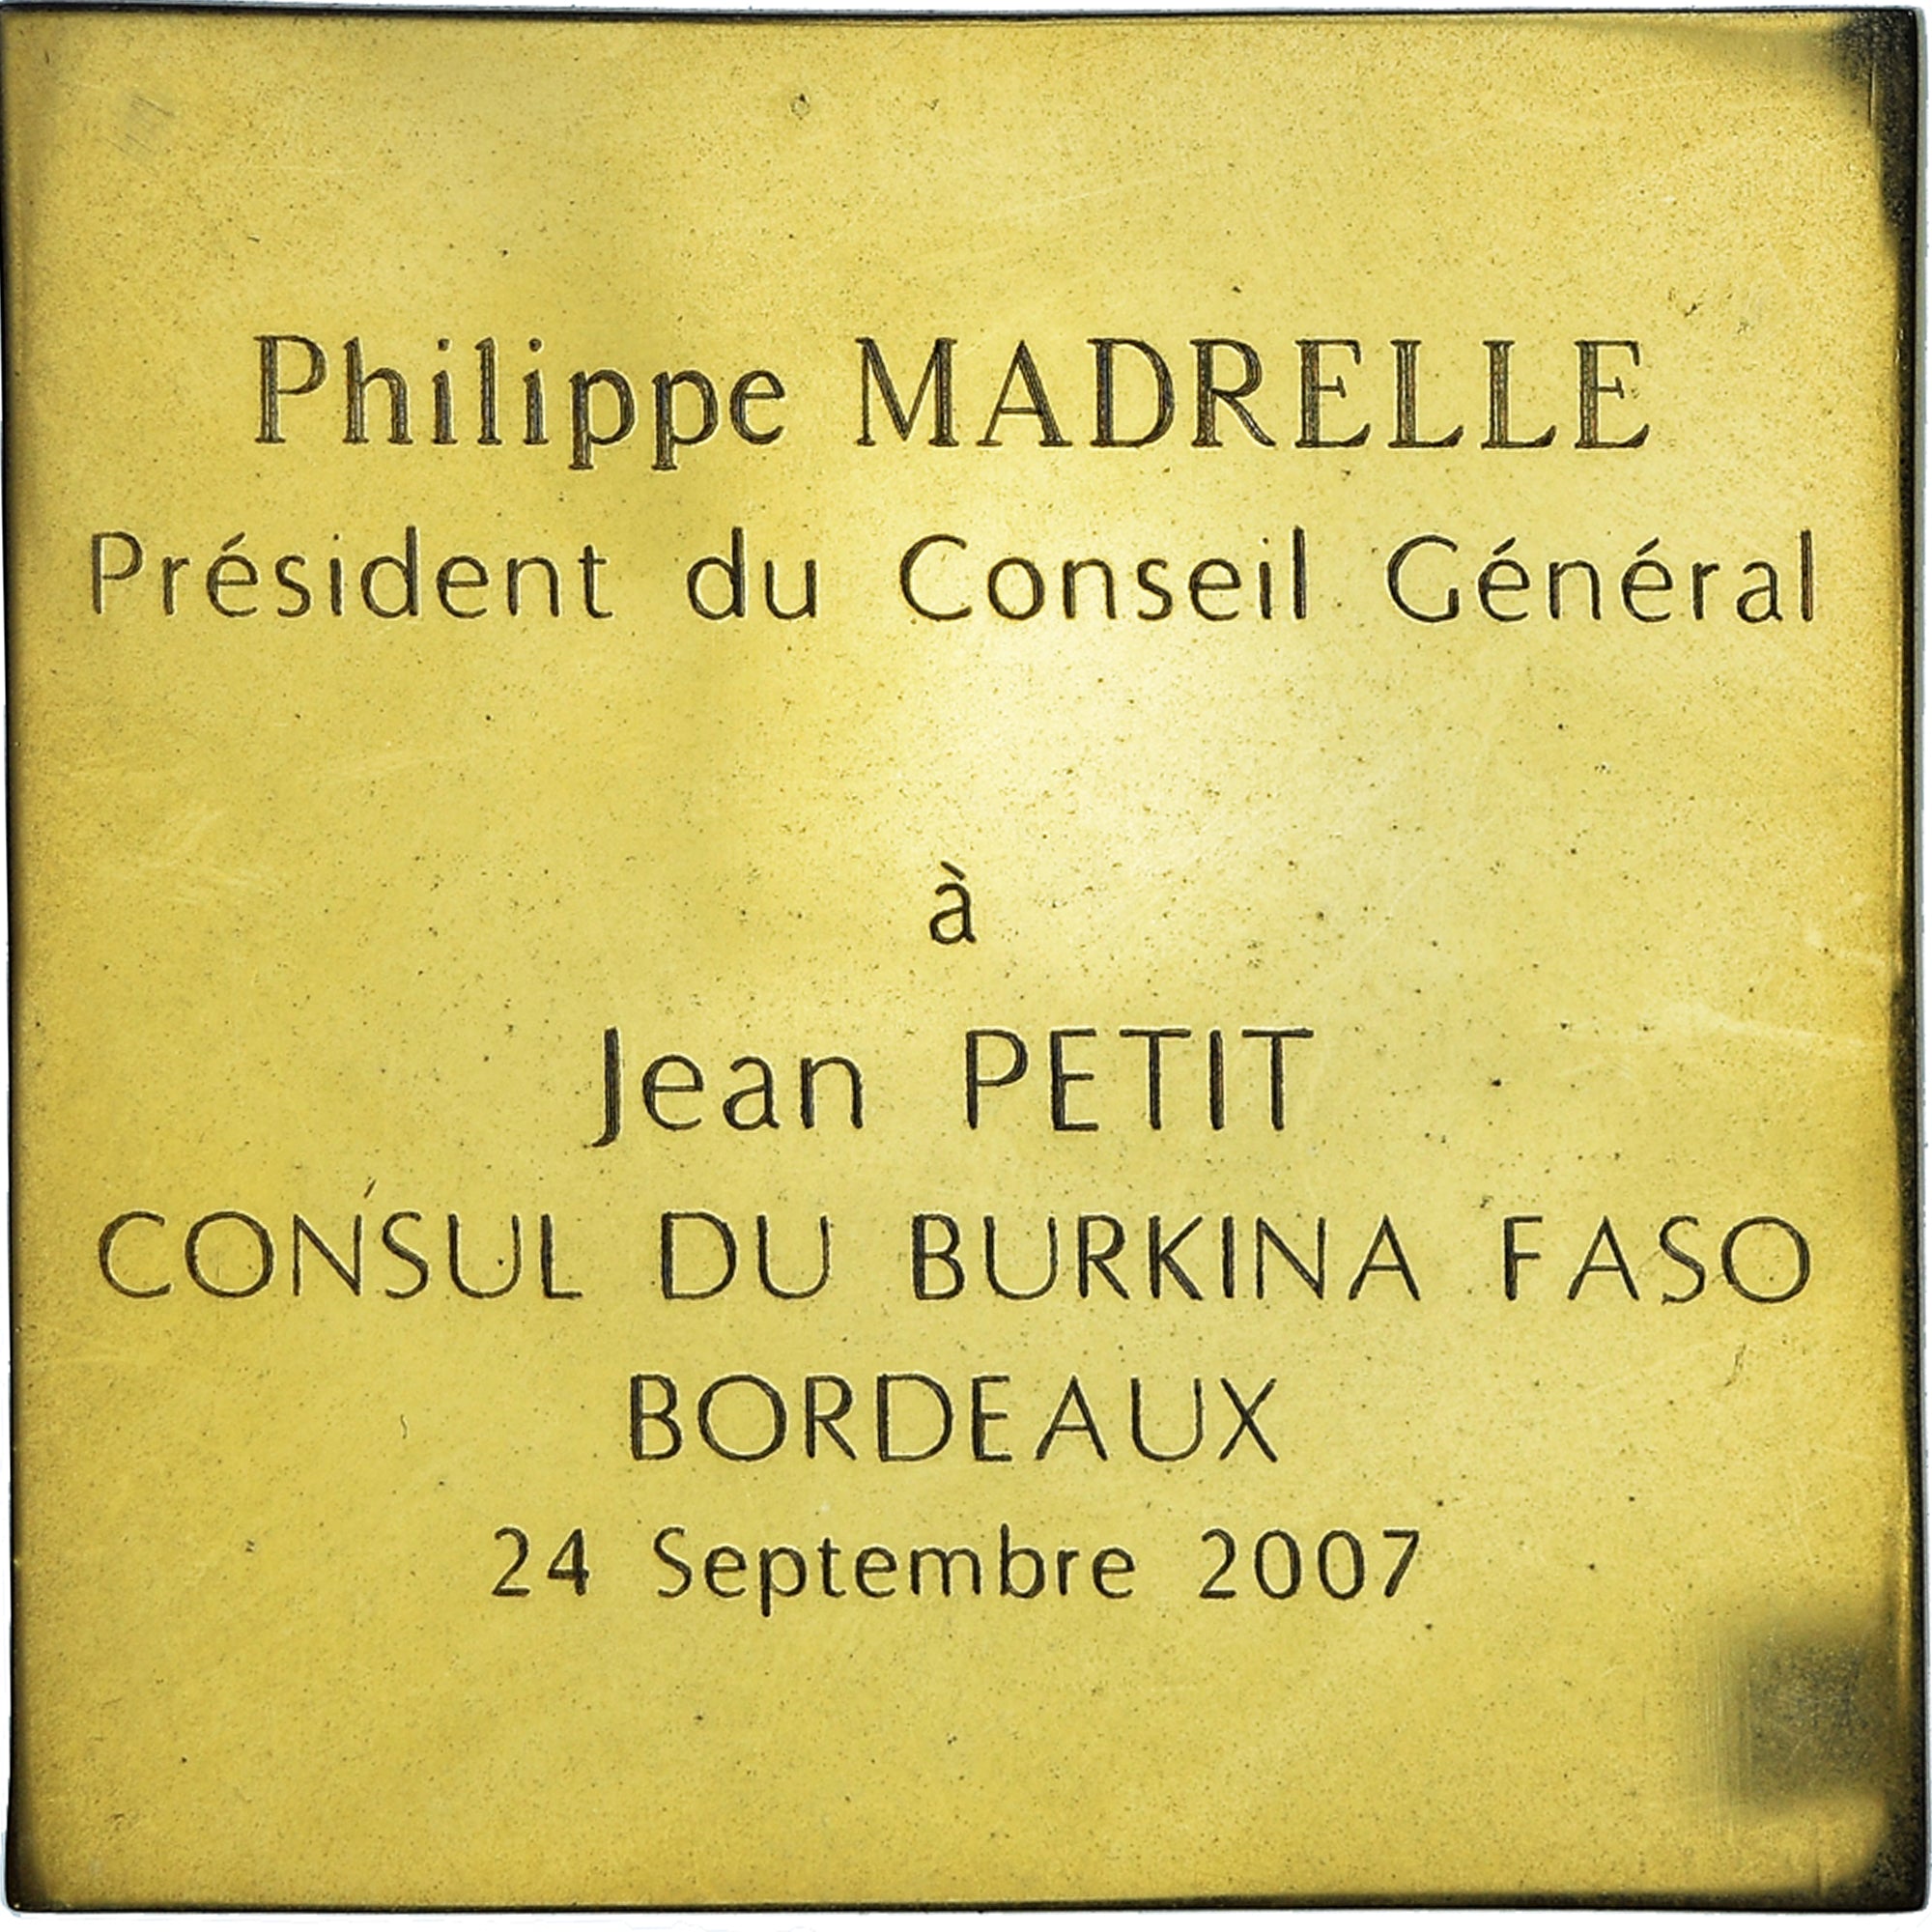 Philippe MADRELLE
Président du Conseil Général
à
Jean PETIT
CONSUL DU BURKINA FASO
BORDEAUX
24 Septembre 2007